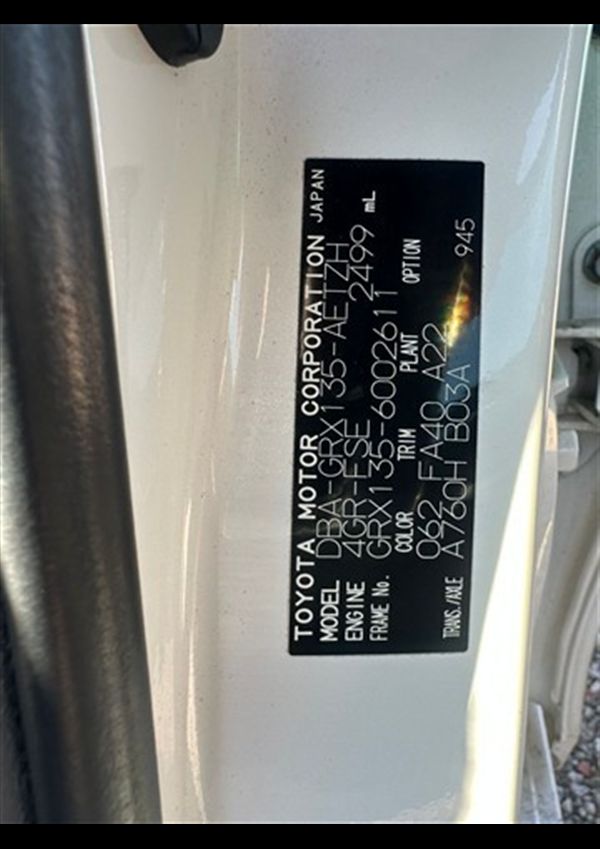 TOYOTA MOTOR CORPORATION JAPAN
MODEL DBA-GRX135-AETZH
ENGINE 4GR-FSE 2499 mL
FRAME No. GRX135-6002611
COLOR TRIM PLANT OPTION
062 FA40 A22
TRANS./AXLE A760H B03A 945